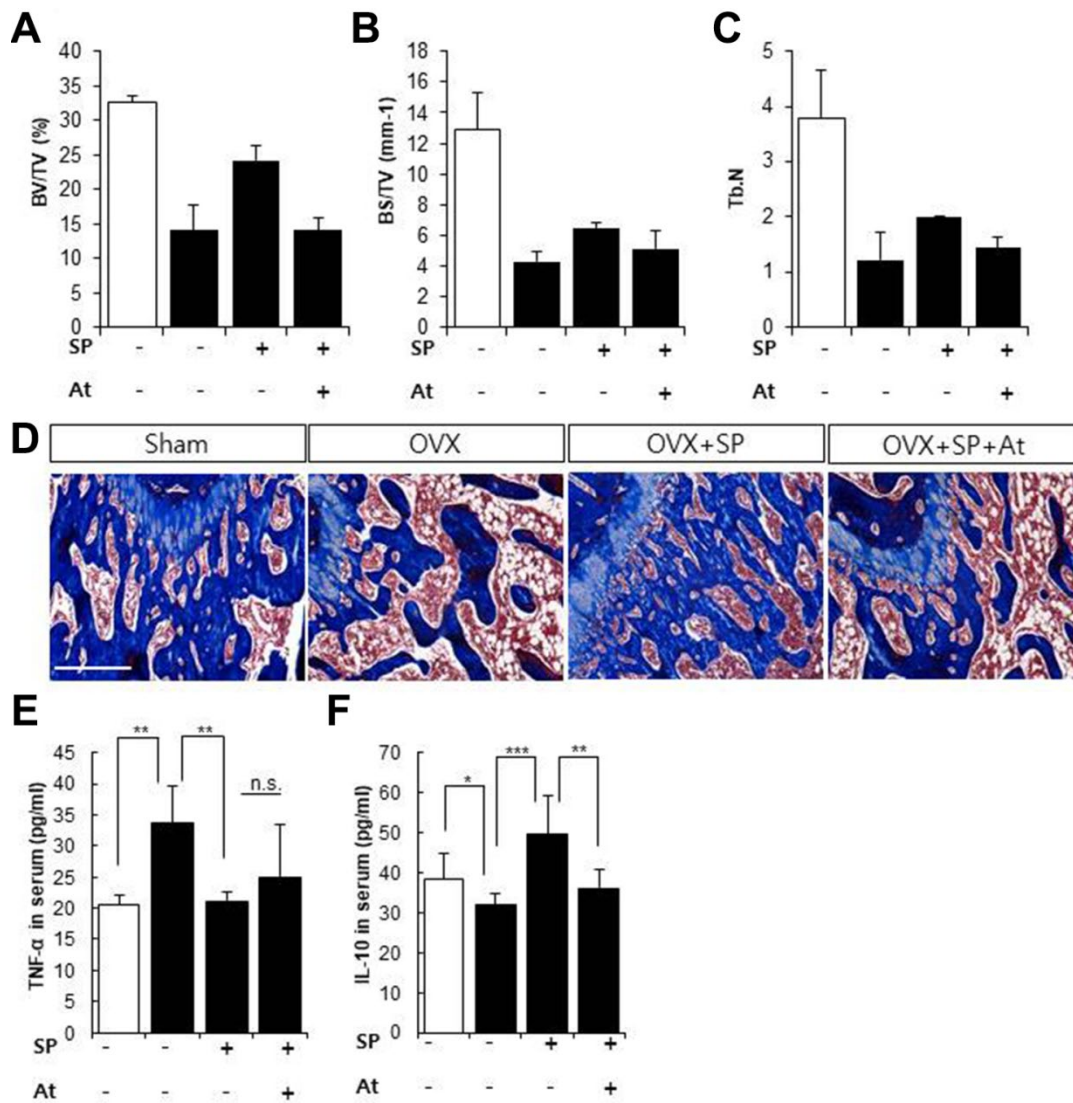 A
BV/TV (%)
40
35
30
25
20
15
10
5
0
SP - - + +
At - - - +
B
BS/TV (mm-1)
18
16
14
12
10
8
6
4
2
0
- - + +
- - - +
C
Tb.N
5
4
3
2
1
0
SP - - + +
At - - - +
D
Sham OVX OVX+SP OVX+SP+At
E
TNF-α in serum (pg/ml)
45
40
35
30
25
20
15
10
5
0
** ** n.s.
SP - - + +
At - - - +
F
IL-10 in serum (pg/ml)
70
60
50
40
30
20
10
0
* *** **
SP - - + +
At - - - +